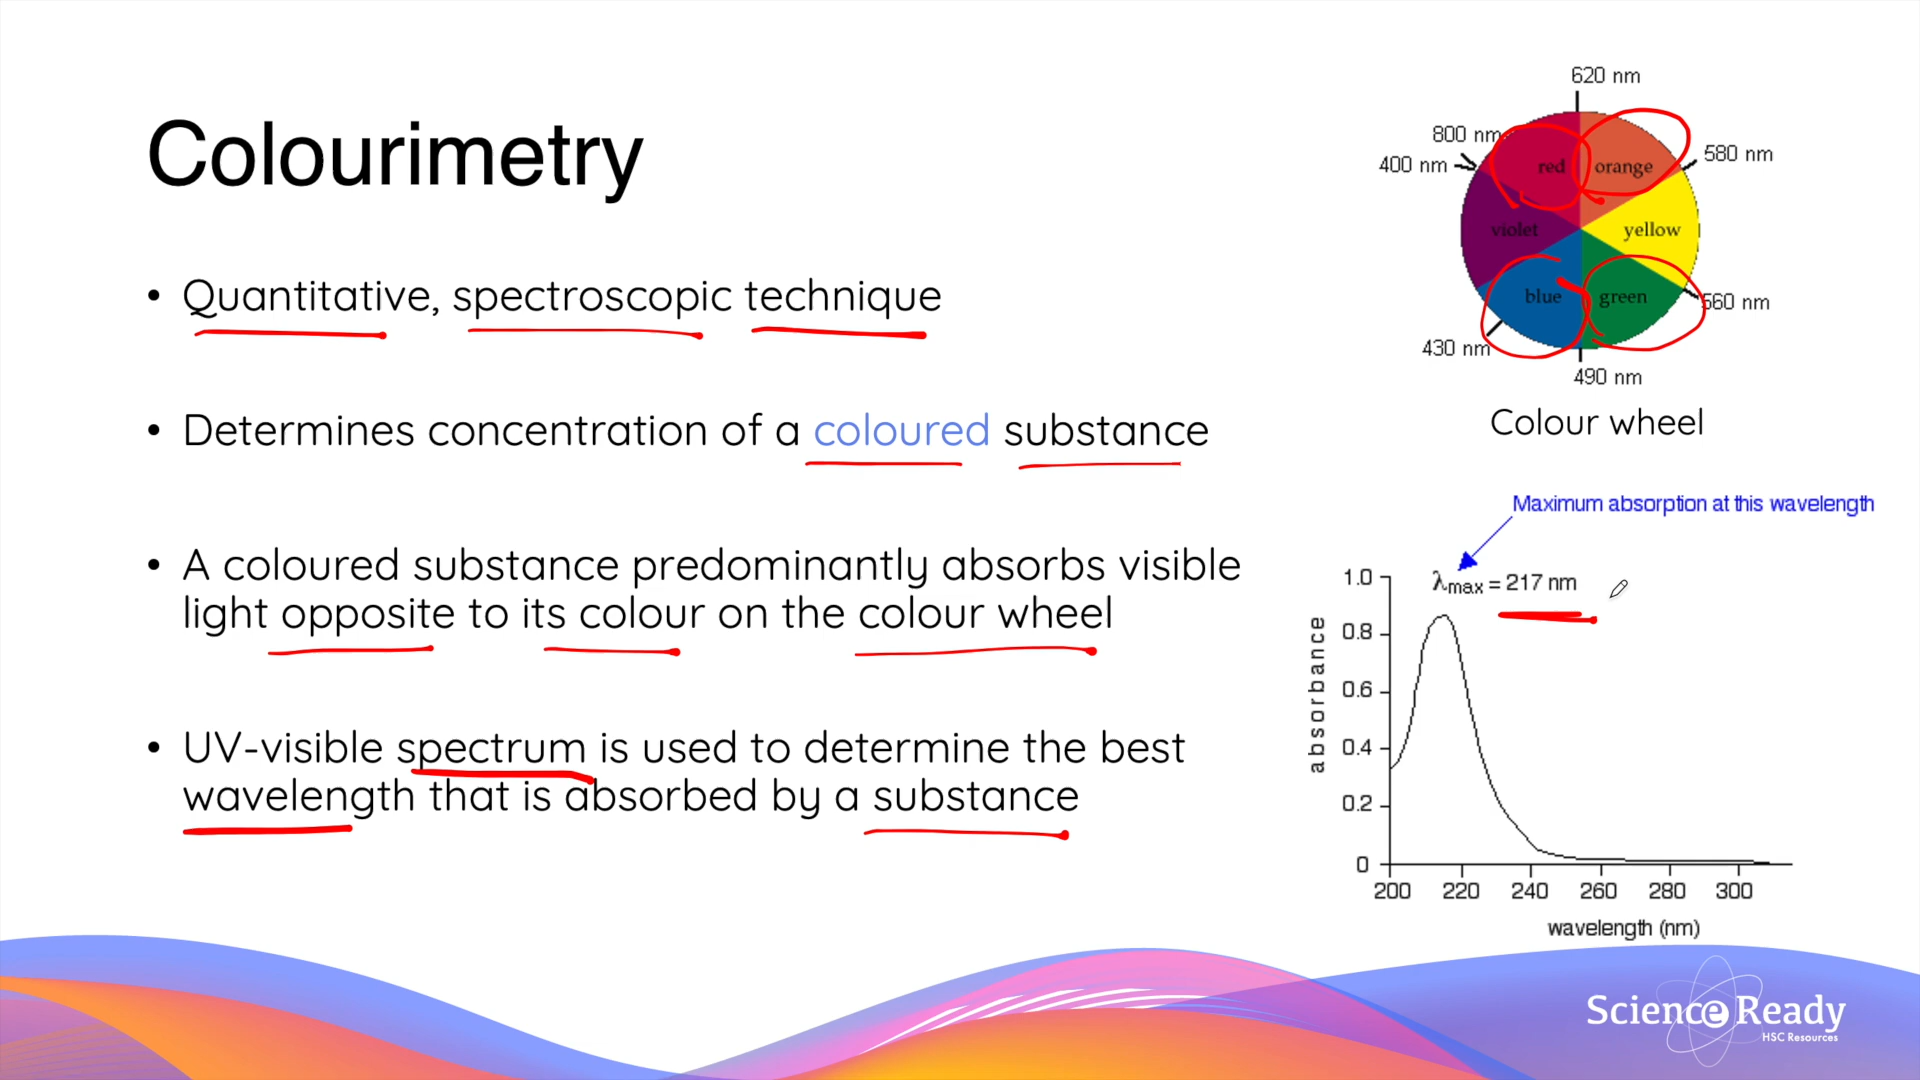 Colourimetry
• Quantitative, spectroscopic technique
• Determines concentration of a coloured substance
• A coloured substance predominantly absorbs visible
light opposite to its colour on the colour wheel
• UV-visible spectrum is used to determine the best
wavelength that is absorbed by a substance
620 nm
800 nm
400 nm
580 nm
red
orange
violet
yellow
blue
green
560 nm
430 nm
490 nm
Colour wheel
Maximum absorption at this wavelength
λmax = 217 nm
absorbance
1.0
0.8
0.6
0.4
0.2
0
200 220 240 260 280 300
wavelength (nm)
Science Ready
HSC Resources